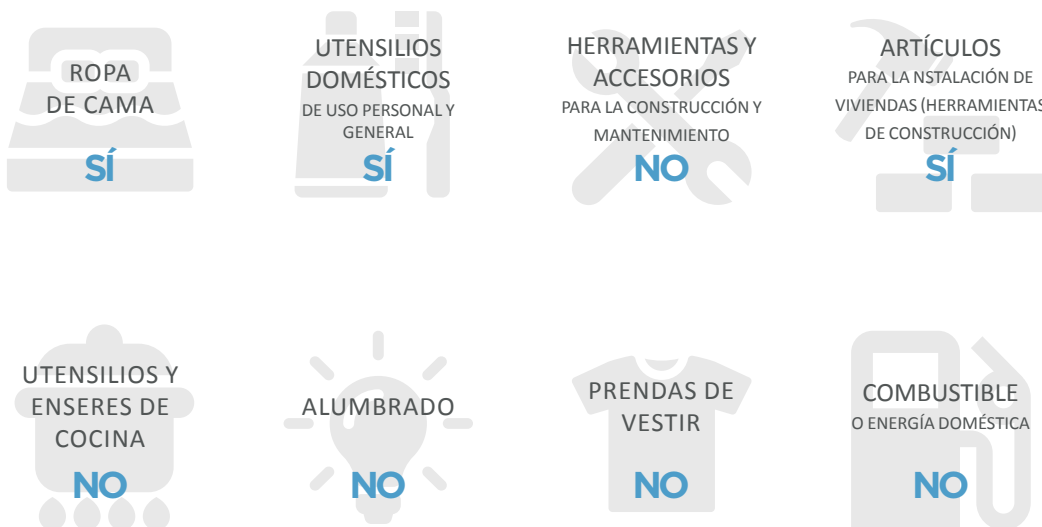 ROPA
DE CAMA
SÍ
UTENSILIOS
DOMÉSTICOS
DE USO PERSONAL Y
GENERAL
SÍ
HERRAMIENTAS Y
ACCESORIOS
PARA LA CONSTRUCCIÓN Y
MANTENIMIENTO
NO
ARTÍCULOS
PARA LA NSTALACIÓN DE
VIVIENDAS (HERRAMIENTAS
DE CONSTRUCCIÓN)
SÍ
UTENSILIOS Y
ENSERES DE
COCINA
NO
ALUMBRADO
NO
PRENDAS DE
VESTIR
NO
COMBUSTIBLE
O ENERGÍA DOMÉSTICA
NO